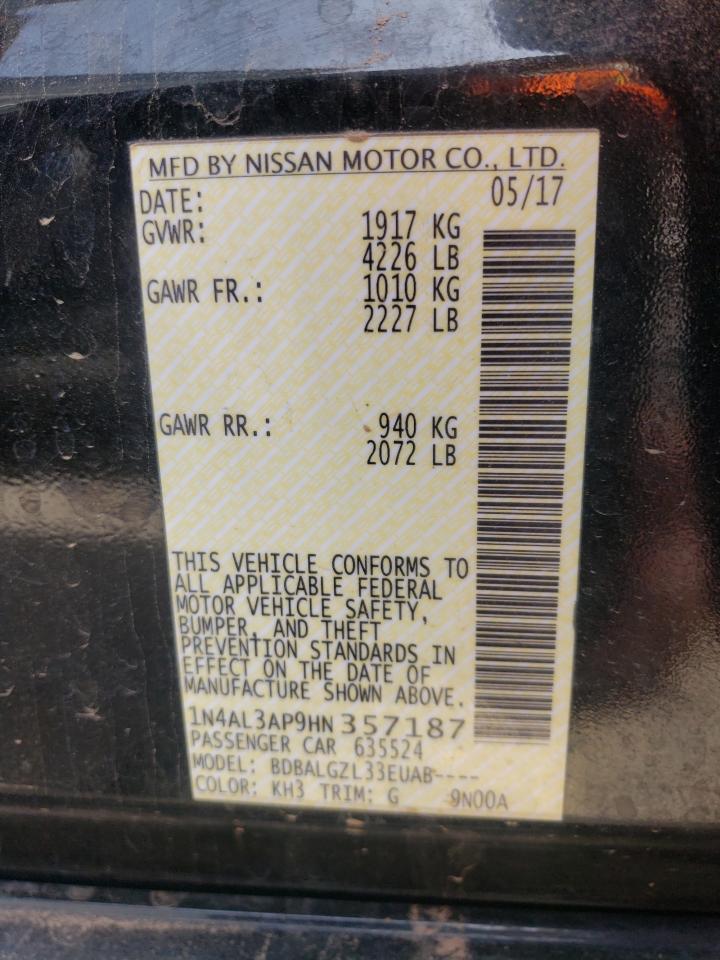 MFD BY NISSAN MOTOR CO., LTD.
DATE: 05/17
GVWR: 1917 KG
4226 LB
GAWR FR.: 1010 KG
2227 LB
GAWR RR.: 940 KG
2072 LB
THIS VEHICLE CONFORMS TO
ALL APPLICABLE FEDERAL
MOTOR VEHICLE SAFETY,
BUMPER, AND THEFT
PREVENTION STANDARDS IN
EFFECT ON THE DATE OF
MANUFACTURE SHOWN ABOVE.
1N4AL3AP9HN357187
PASSENGER CAR 635524
MODEL: BDBALGZL33EUAB----
COLOR: KH3 TRIM: G 9N00A